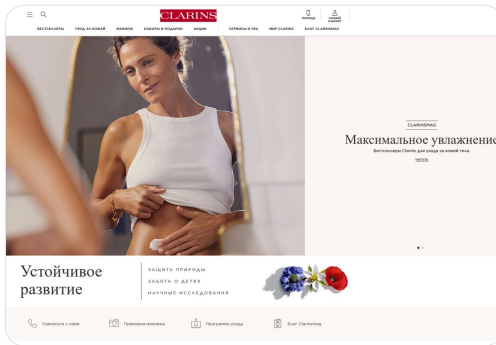 CLARINS
ПОМОЩЬ
ЛИЧНЫЙ КАБИНЕТ
БЕСТСЕЛЛЕРЫ УХОД ЗА КОЖЕЙ МАКИЯЖ НАБОРЫ И ПОДАРКИ АКЦИИ СЕРВИСЫ И SPA МИР CLARINS БЛОГ CLARINSMAG
CLARINSMAG
Максимальное увлажнение
Бестселлеры Clarins для ухода за кожей тела.
ЧИТАТЬ
Устойчивое
развитие
ЗАЩИТА ПРИРОДЫ
ЗАБОТА О ДЕТЯХ
НАУЧНЫЕ ИССЛЕДОВАНИЯ
Связаться с нами Примерка макияжа Программа ухода Блог Clarinsmag